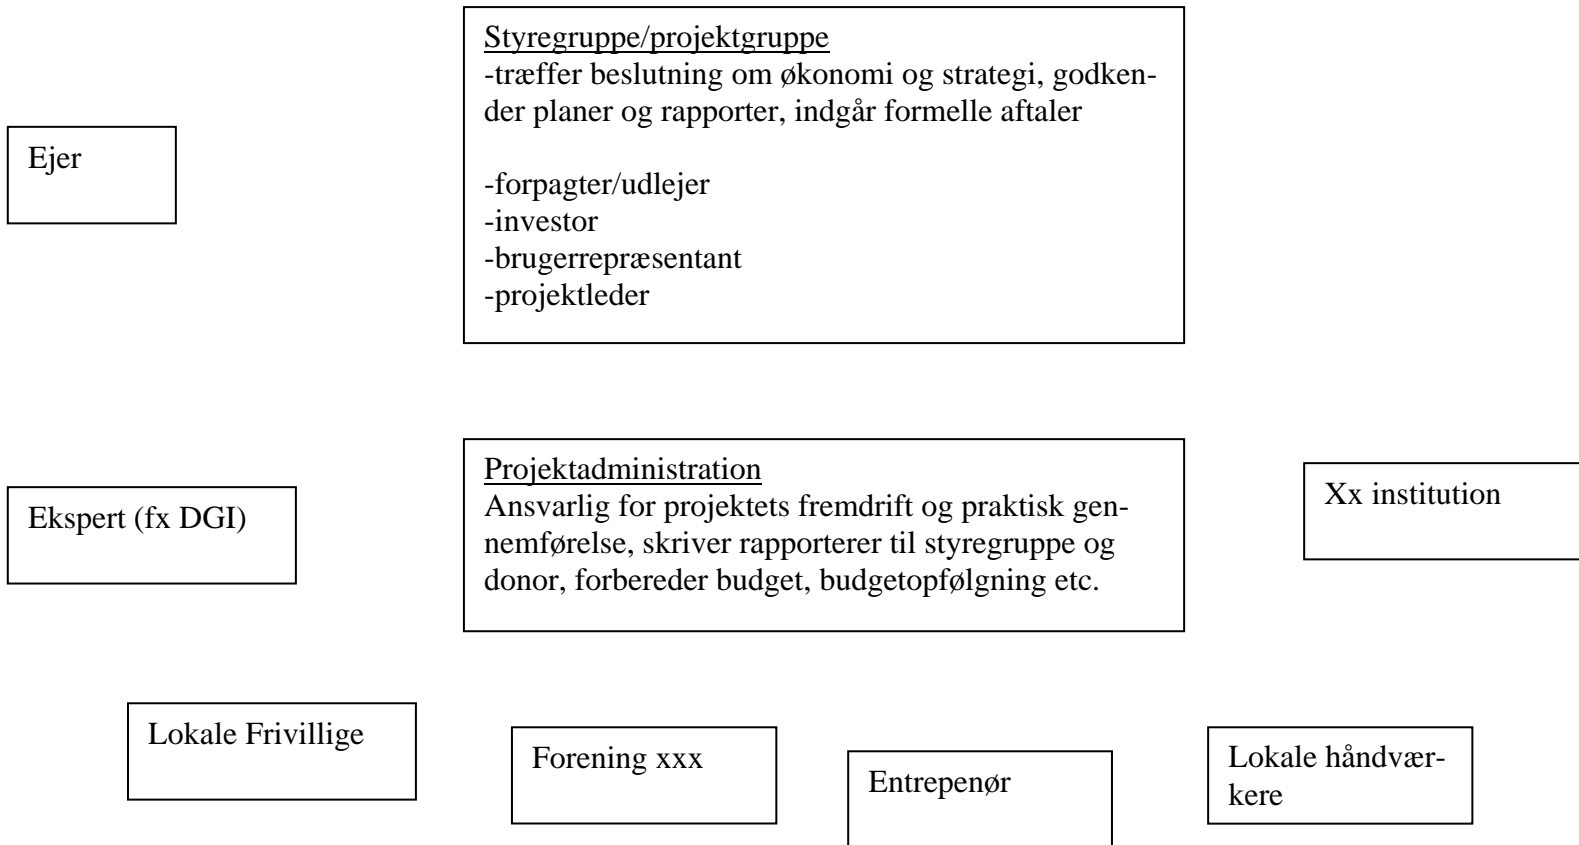 Styregruppe/projektgruppe
-træffer beslutning om økonomi og strategi, godken-
der planer og rapporter, indgår formelle aftaler
-forpagter/udlejer
-investor
-brugerrepræsentant
-projektleder
Ejer
Projektadministration
Ansvarlig for projektets fremdrift og praktisk gen-
nemførelse, skriver rapporterer til styregruppe og
donor, forbereder budget, budgetopfølgning etc.
Ekspert (fx DGI)
Xx institution
Lokale Frivillige
Forening xxx
Entrepenør
Lokale håndvær-
kere